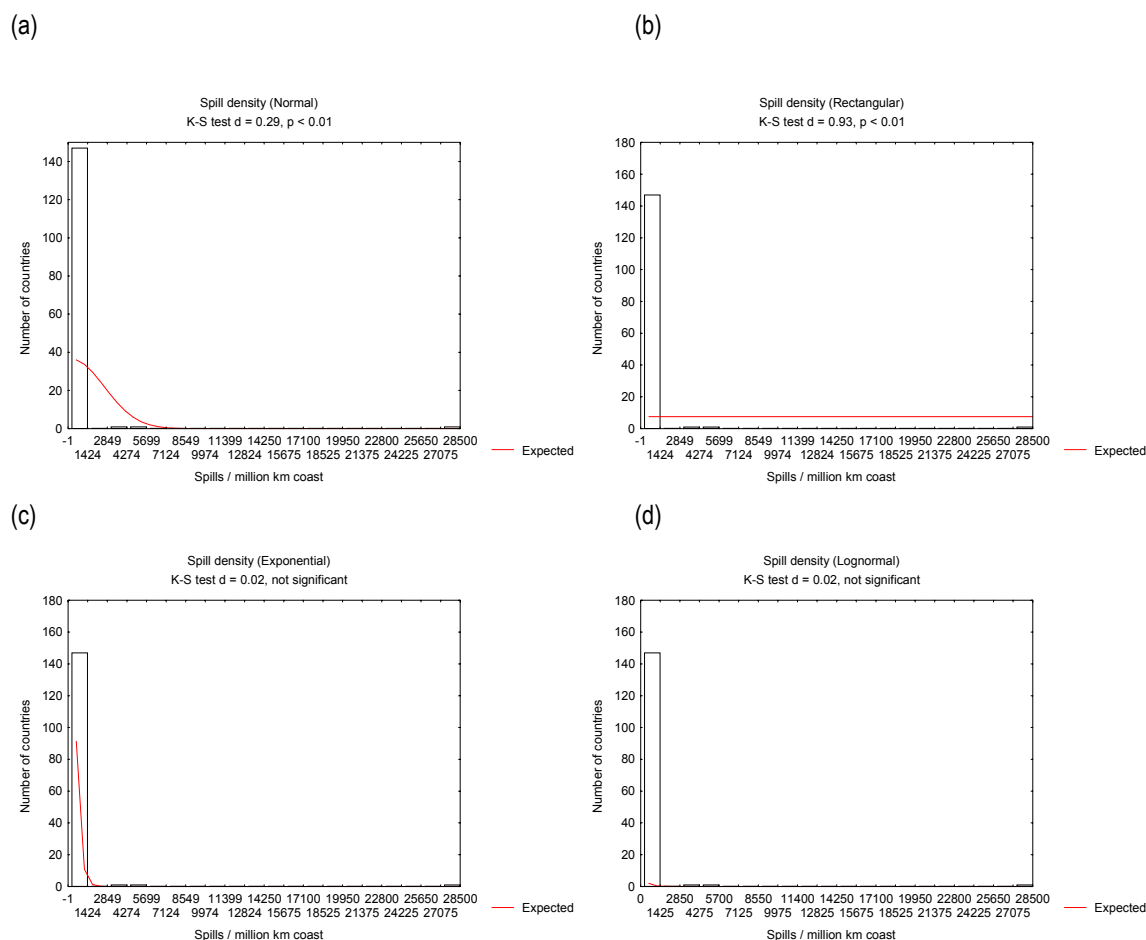 (a)
Spill density (Normal)
K-S test d = 0.29, p < 0.01
Number of countries
140
120
100
80
60
40
20
0
-1 2849 5699 8549 11399 14250 17100 19950 22800 25650 28500
1424 4274 7124 9974 12824 15675 18525 21375 24225 27075
Spills / million km coast
Expected
(b)
Spill density (Rectangular)
K-S test d = 0.93, p < 0.01
Number of countries
180
160
140
120
100
80
60
40
20
0
-1 2849 5699 8549 11399 14250 17100 19950 22800 25650 28500
1424 4274 7124 9974 12824 15675 18525 21375 24225 27075
Spills / million km coast
Expected
(c)
Spill density (Exponential)
K-S test d = 0.02, not significant
Number of countries
180
160
140
120
100
80
60
40
20
0
-1 2849 5699 8549 11399 14250 17100 19950 22800 25650 28500
1424 4274 7124 9974 12824 15675 18525 21375 24225 27075
Spills / million km coast
Expected
(d)
Spill density (Lognormal)
K-S test d = 0.02, not significant
Number of countries
180
160
140
120
100
80
60
40
20
0
0 2850 5700 8550 11400 14250 17100 19950 22800 25650 28500
1425 4275 7125 9975 12825 15675 18525 21375 24225 27075
Spills / million km coast
Expected